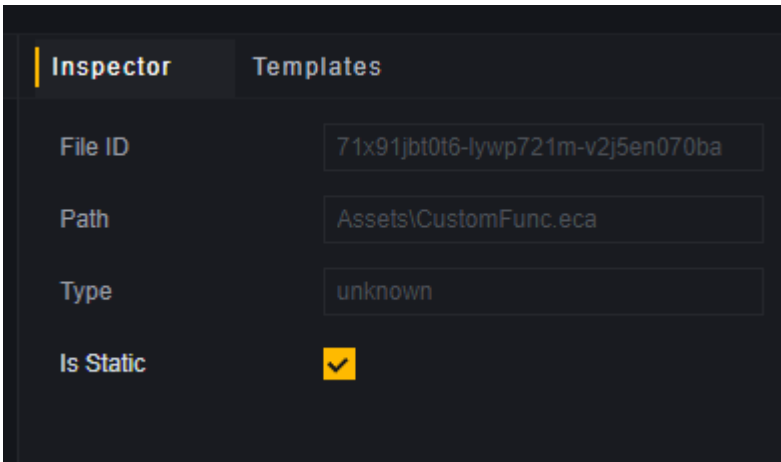 Inspector Templates
File ID 71x91jbt0t6-lywp721m-v2j5en070ba
Path Assets\CustomFunc.eca
Type unknown
Is Static